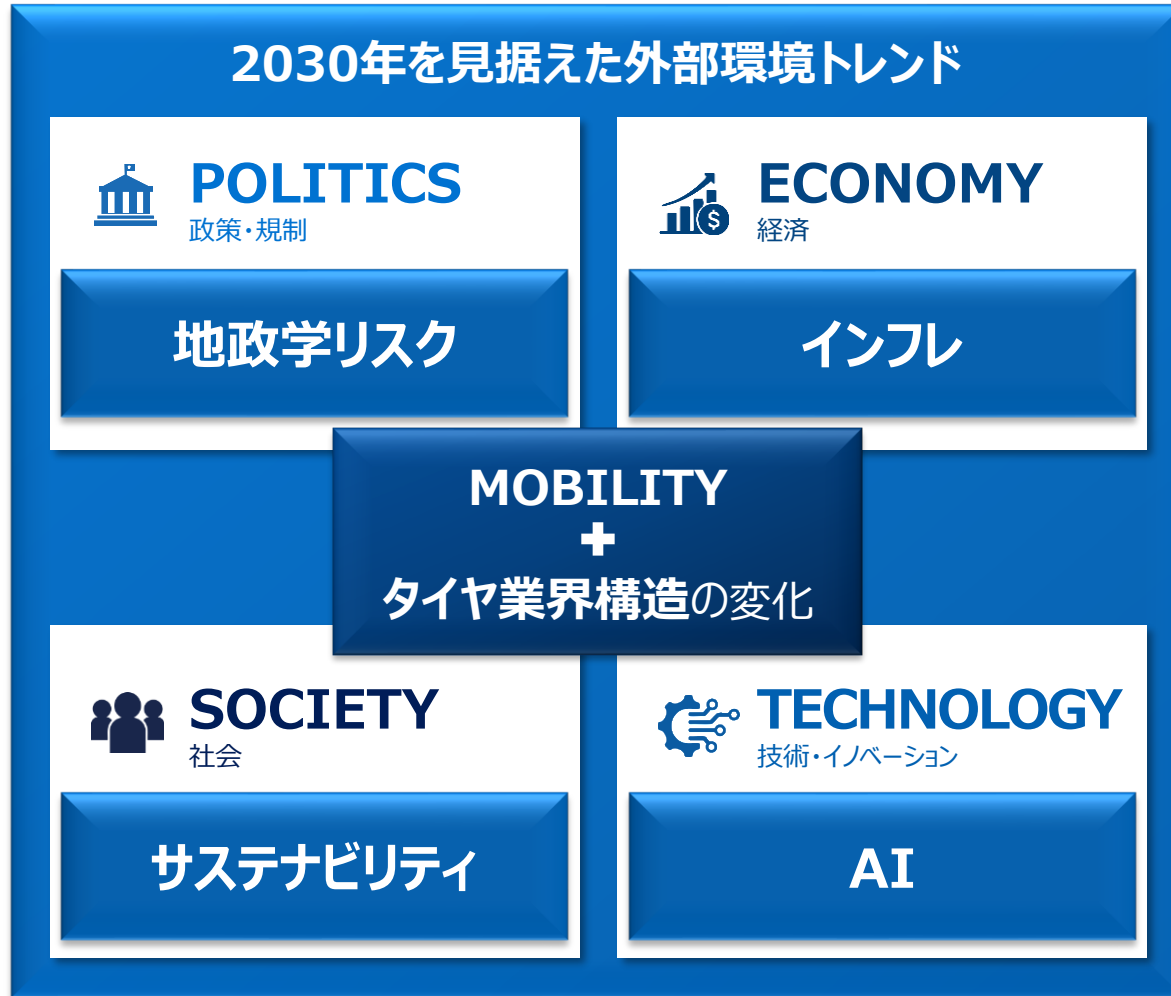 2030年を見据えた外部環境トレンド
POLITICS
政策・規制
地政学リスク
ECONOMY
経済
$
インフレ
MOBILITY
+
タイヤ業界構造の変化
SOCIETY
社会
サステナビリティ
TECHNOLOGY
技術・イノベーション
AI